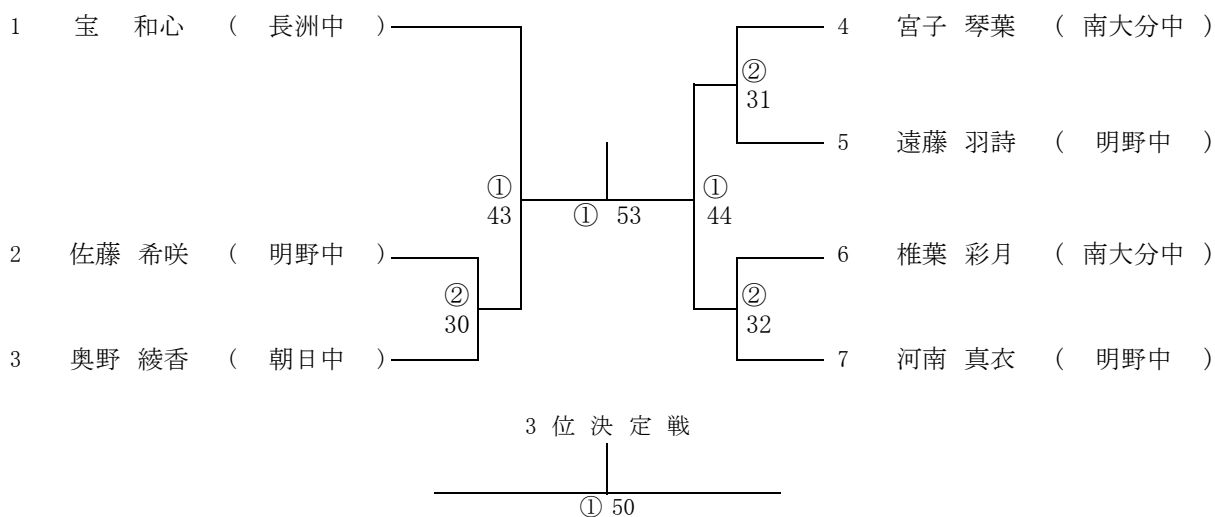 1 宝 和心 ( 長洲中 ) 4 宮子 琴葉 ( 南大分中 )
②
31
5 遠藤 羽詩 ( 明野中 )
① ①
43 ① 53 44
2 佐藤 希咲 ( 明野中 ) 6 椎葉 彩月 ( 南大分中 )
② ②
30 32
3 奥野 綾香 ( 朝日中 ) 7 河南 真衣 ( 明野中 )
3 位 決 定 戦
① 50